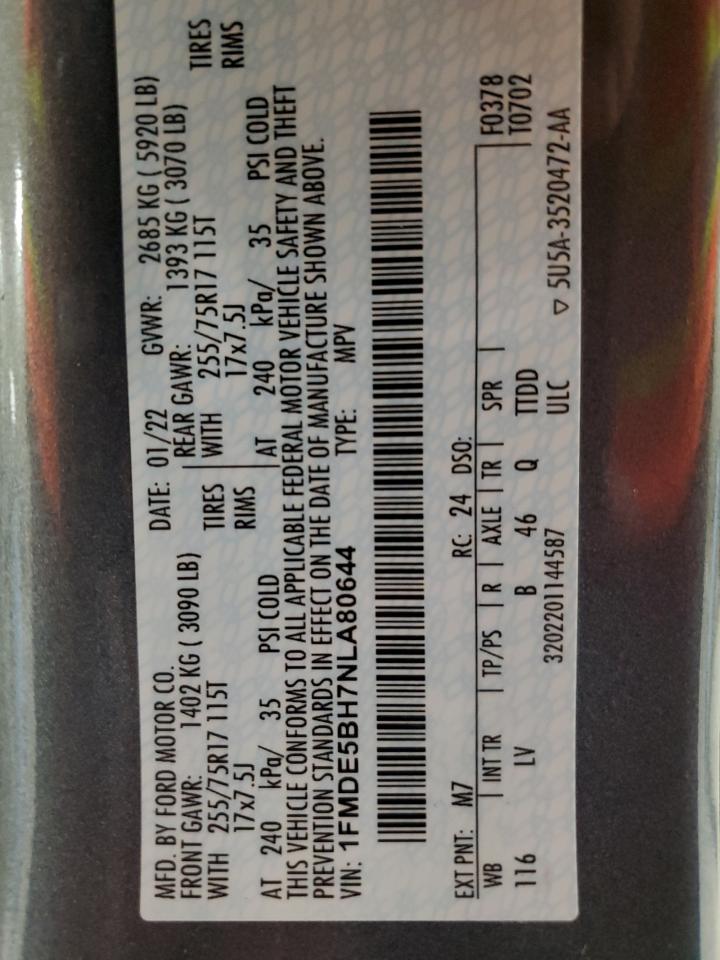 MFD. BY FORD MOTOR CO. DATE: 01/22 GVWR: 2685 KG ( 5920 LB)
FRONT GAWR: 1402 KG ( 3090 LB) REAR GAWR: 1393 KG ( 3070 LB)
WITH 255/75R17 115T TIRES WITH 255/75R17 115T TIRES
17x7.5J RIMS 17x7.5J RIMS
AT 240 kPa/ 35 PSI COLD AT 240 kPa/ 35 PSI COLD
THIS VEHICLE CONFORMS TO ALL APPLICABLE FEDERAL MOTOR VEHICLE SAFETY AND THEFT
PREVENTION STANDARDS IN EFFECT ON THE DATE OF MANUFACTURE SHOWN ABOVE.
VIN: 1FMDE5BH7NLA80644 TYPE: MPV
EXT PNT: M7 RC: 24 DSO: F0378
WB INT TR TP/PS R AXLE TR SPR T0702
116 LV B 46 Q TTDD
3202201144587 ULC ▽ 5U5A-3520472-AA